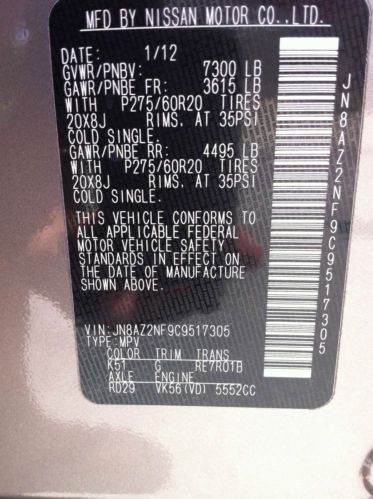 MFD BY NISSAN MOTOR CO.,LTD.
DATE: 1/12
GVWR/PNBV: 7300 LB
GAWR/PNBE FR: 3615 LB
WITH P275/60R20 TIRES
20X8J RIMS, AT 35PSI
COLD SINGLE.
GAWR/PNBE RR: 4495 LB
WITH P275/60R20 TIRES
20X8J RIMS, AT 35PSI
COLD SINGLE.
THIS VEHICLE CONFORMS TO
ALL APPLICABLE FEDERAL
MOTOR VEHICLE SAFETY
STANDARDS IN EFFECT ON
THE DATE OF MANUFACTURE
SHOWN ABOVE.
VIN:JN8AZ2NF9C9517305
TYPE:MPV
COLOR TRIM TRANS
K51 G RE7R01B
AXLE ENGINE
RD29 VK56(VD) 5552CC
JN8AZ2NF9C9517305